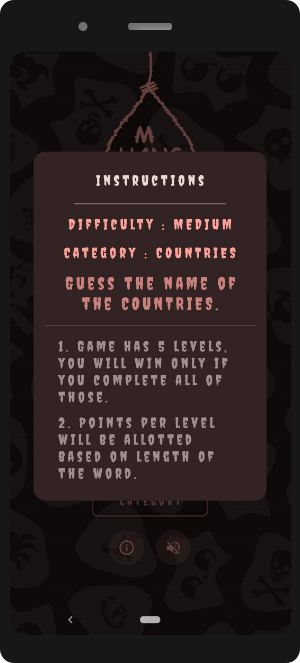 INSTRUCTIONS
DIFFICULTY : MEDIUM
CATEGORY : COUNTRIES
GUESS THE NAME OF
THE COUNTRIES.
1. GAME HAS 5 LEVELS,
YOU WILL WIN ONLY IF
YOU COMPLETE ALL OF
THOSE.
2. POINTS PER LEVEL
WILL BE ALLOTTED
BASED ON LENGTH OF
THE WORD.
CATEGORY